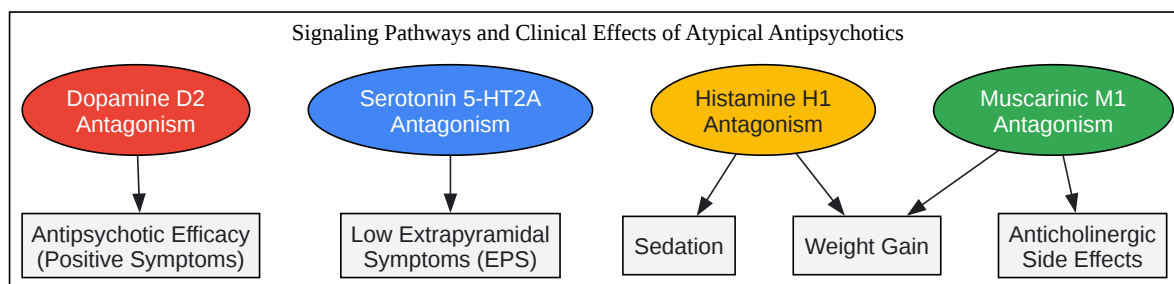 Signaling Pathways and Clinical Effects of Atypical Antipsychotics
Dopamine D2
Antagonism
Serotonin 5-HT2A
Antagonism
Histamine H1
Antagonism
Muscarinic M1
Antagonism
Antipsychotic Efficacy
(Positive Symptoms)
Low Extrapyramidal
Symptoms (EPS)
Sedation
Weight Gain
Anticholinergic
Side Effects